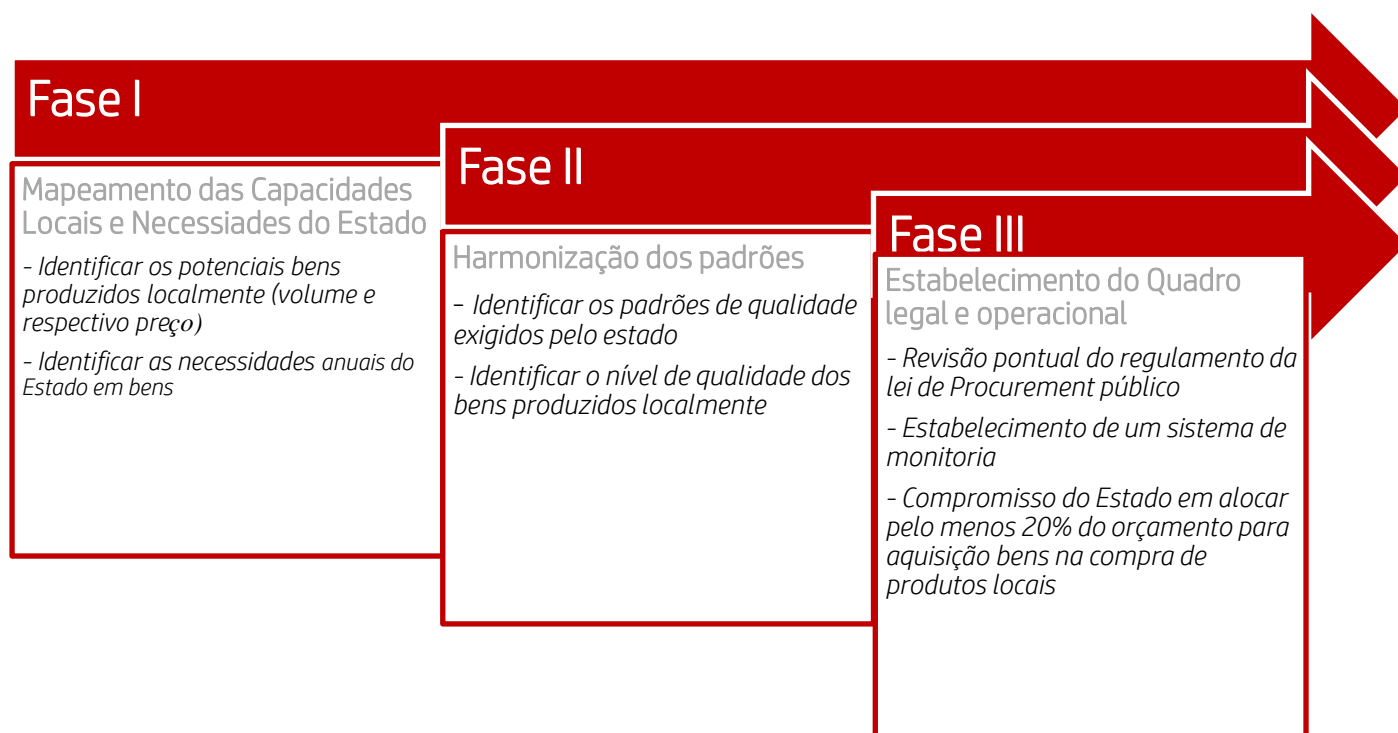 Fase I
Mapeamento das Capacidades
Locais e Necessiades do Estado
- Identificar os potenciais bens
produzidos localmente (volume e
respectivo preço)
- Identificar as necessidades anuais do
Estado em bens
Fase II
Harmonização dos padrões
- Identificar os padrões de qualidade
exigidos pelo estado
- Identificar o nível de qualidade dos
bens produzidos localmente
Fase III
Estabelecimento do Quadro
legal e operacional
- Revisão pontual do regulamento da
lei de Procurement público
- Estabelecimento de um sistema de
monitoria
- Compromisso do Estado em alocar
pelo menos 20% do orçamento para
aquisição bens na compra de
produtos locais